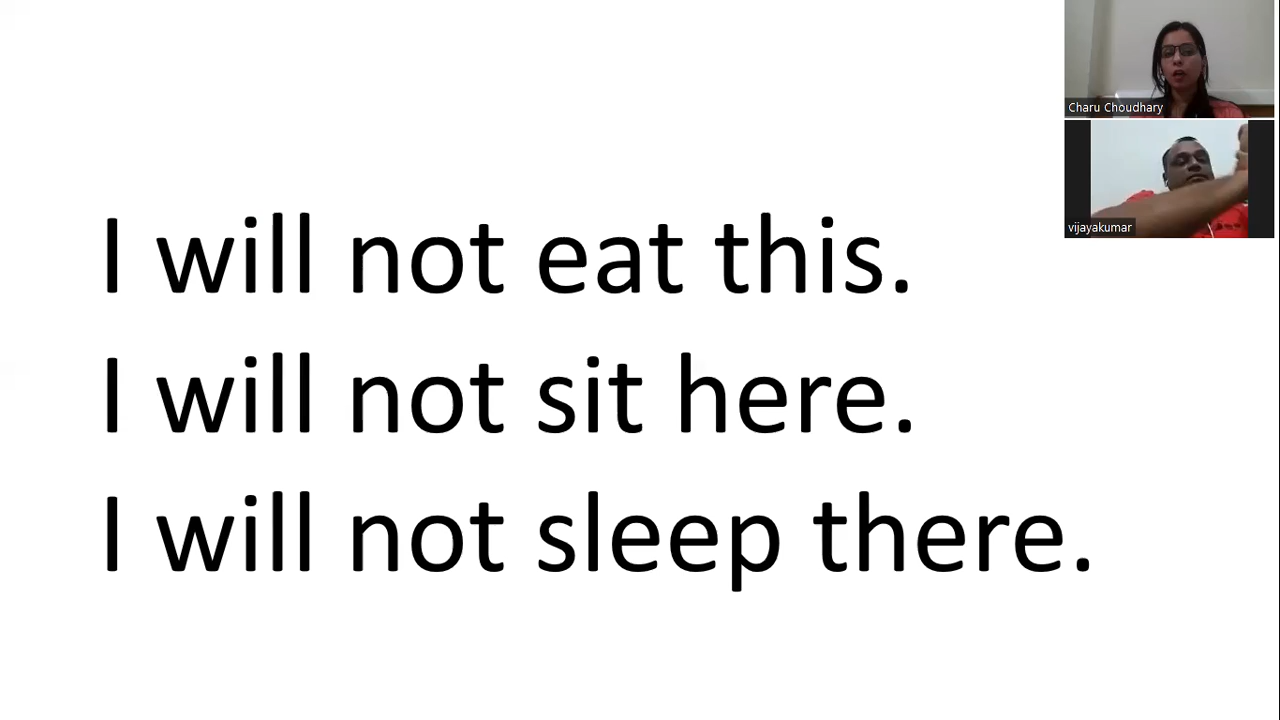 Charu Choudhary
vijayakumar
I will not eat this.
I will not sit here.
I will not sleep there.